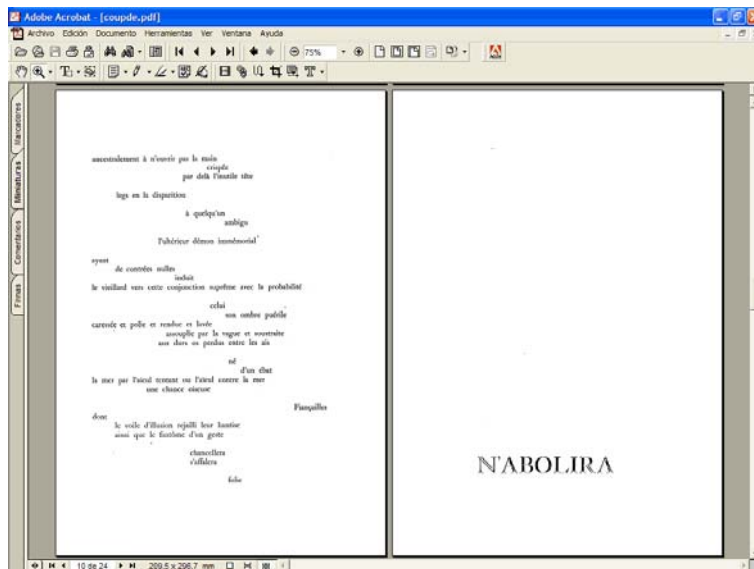 Adobe Acrobat - [coupde.pdf]
Archivo Edición Documento Herramientas Ver Ventana Ayuda
75%
Marcadores
Miniaturas
Comentarios
Firmas
ancestralement à n'ouvrir pas la main
crispée
par delà l'inutile tête
legs en la disparition
à quelqu'un
ambigu
l'ultérieur démon immémorial
ayant
de contrées nulles
induit
le vieillard vers cette conjonction suprême avec la probabilité
celui
son ombre puérile
caressée et polie et rendue et lavée
assouplie par la vague et soustraite
aux durs os perdus entre les ais
né
d'un ébat
la mer par l'aïeul tentant ou l'aïeul contre la mer
une chance oiseuse
Fiançailles
dont
le voile d'illusion rejailli leur hantise
ainsi que le fantôme d'un geste
chancellera
s'affalera
folie
N'ABOLIRA
10 de 24
209,5 x 296,7 mm